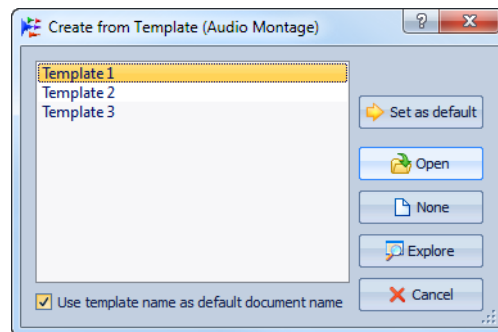 Create from Template (Audio Montage)
Template 1
Template 2
Template 3
Set as default
Open
None
Explore
Cancel
Use template name as default document name